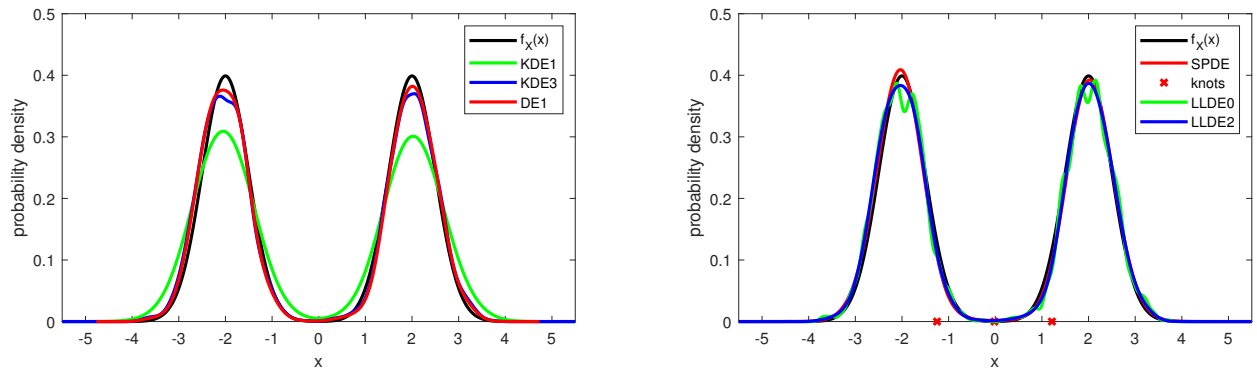 0.5
0.4
0.3
0.2
0.1
0
probability density
-5 -4 -3 -2 -1 0 1 2 3 4 5
x
f_X(x)
KDE1
KDE3
DE1
0.5
0.4
0.3
0.2
0.1
0
probability density
-5 -4 -3 -2 -1 0 1 2 3 4 5
x
f_X(x)
SPDE
knots
LLDE0
LLDE2